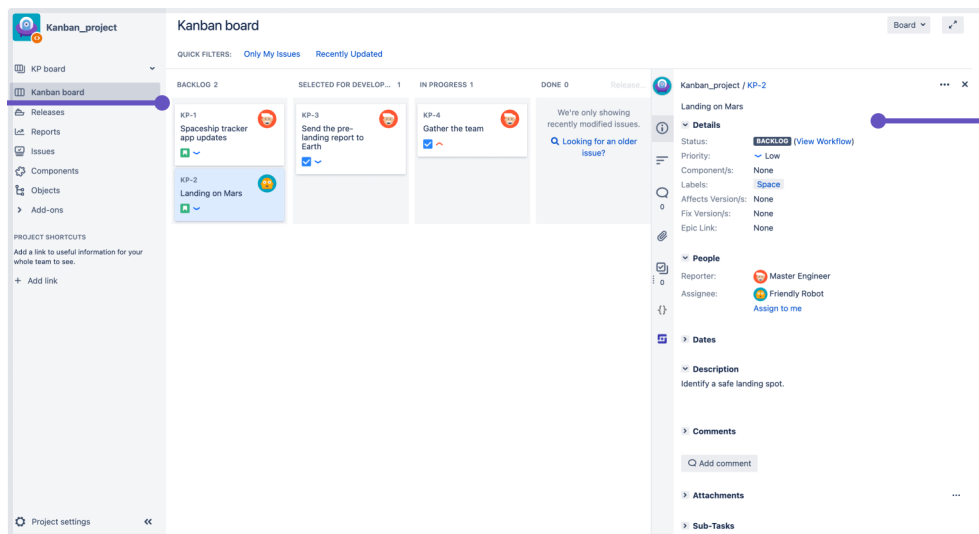 Kanban_project
KP board
Kanban board
Releases
Reports
Issues
Components
Objects
Add-ons
PROJECT SHORTCUTS
Add a link to useful information for your
whole team to see.
+ Add link
Project settings
Kanban board
Board
QUICK FILTERS: Only My Issues Recently Updated
BACKLOG 2
KP-1
Spaceship tracker
app updates
KP-2
Landing on Mars
SELECTED FOR DEVELOP... 1
KP-3
Send the pre-
landing report to
Earth
IN PROGRESS 1
KP-4
Gather the team
DONE 0 Release...
We're only showing
recently modified issues.
Looking for an older
issue?
0
0
{}
Kanban_project / KP-2
Landing on Mars
Details
Status: BACKLOG (View Workflow)
Priority: Low
Component/s: None
Labels: Space
Affects Version/s: None
Fix Version/s: None
Epic Link: None
People
Reporter: Master Engineer
Assignee: Friendly Robot
Assign to me
Dates
Description
Identify a safe landing spot.
Comments
Add comment
Attachments
Sub-Tasks